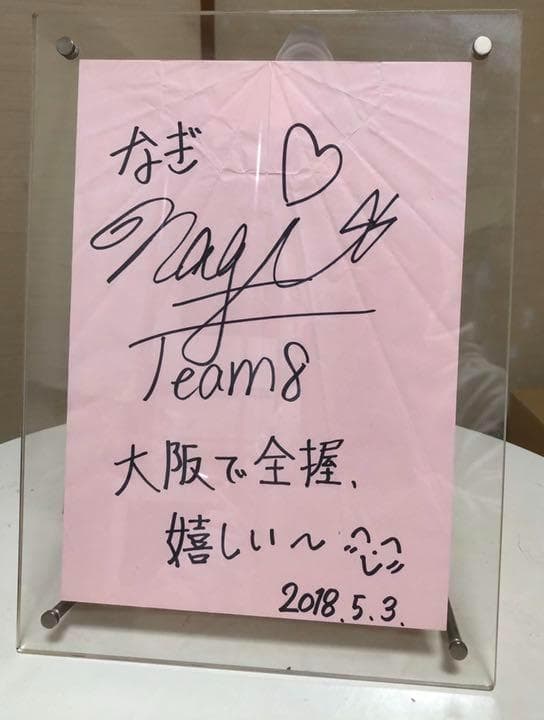 なぎ ♡
Nagi
Team8
大阪で全握、
嬉しい〜
2018.5.3.